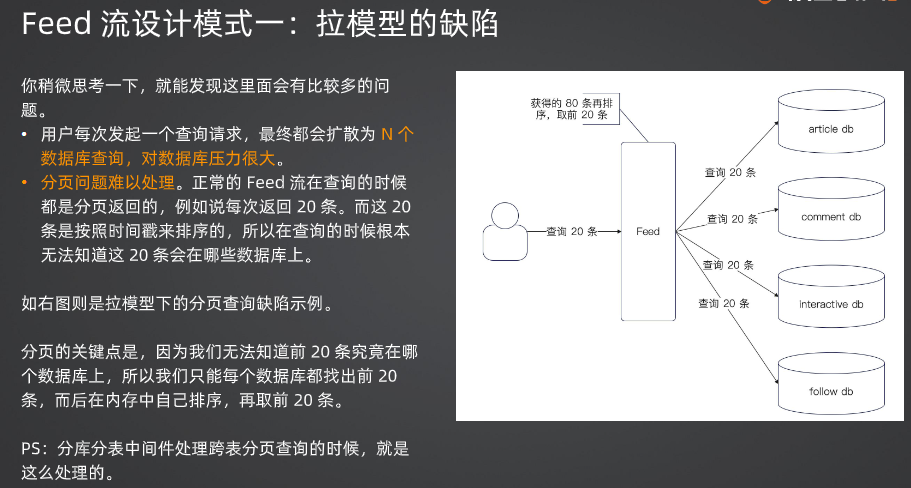 Feed 流设计模式一：拉模型的缺陷
你稍微思考一下，就能发现这里面会有比较多的问
题。
• 用户每次发起一个查询请求，最终都会扩散为 N 个
数据库查询，对数据库压力很大。
• 分页问题难以处理。正常的 Feed 流在查询的时候
都是分页返回的，例如说每次返回 20 条。而这 20
条是按照时间戳来排序的，所以在查询的时候根本
无法知道这 20 条会在哪些数据库上。
如右图则是拉模型下的分页查询缺陷示例。
分页的关键点是，因为我们无法知道前 20 条究竟在哪
个数据库上，所以我们只能每个数据库都找出前 20
条，而后在内存中自己排序，再取前 20 条。
PS：分库分表中间件处理跨表分页查询的时候，就是
这么处理的。
获得的 80 条再排
序，取前 20 条
查询 20 条
Feed
查询 20 条
查询 20 条
查询 20 条
查询 20 条
article db
comment db
interactive db
follow db